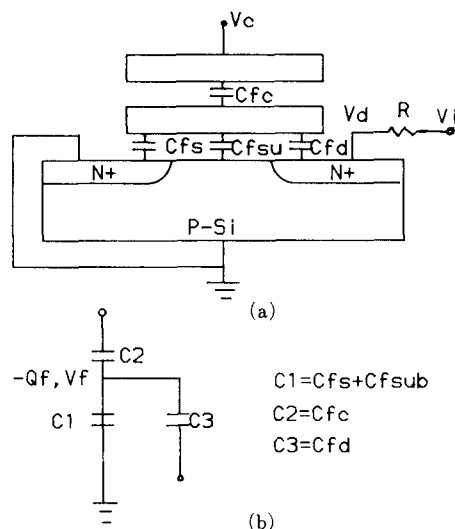 Vc
Cfc
Vd R Vi
Cfs Cfsu Cfd
N+ N+
P-Si
(a)
C2
-Qf,Vf
C1 C3
C1=Cfs+Cfsub
C2=Cfc
C3=Cfd
(b)